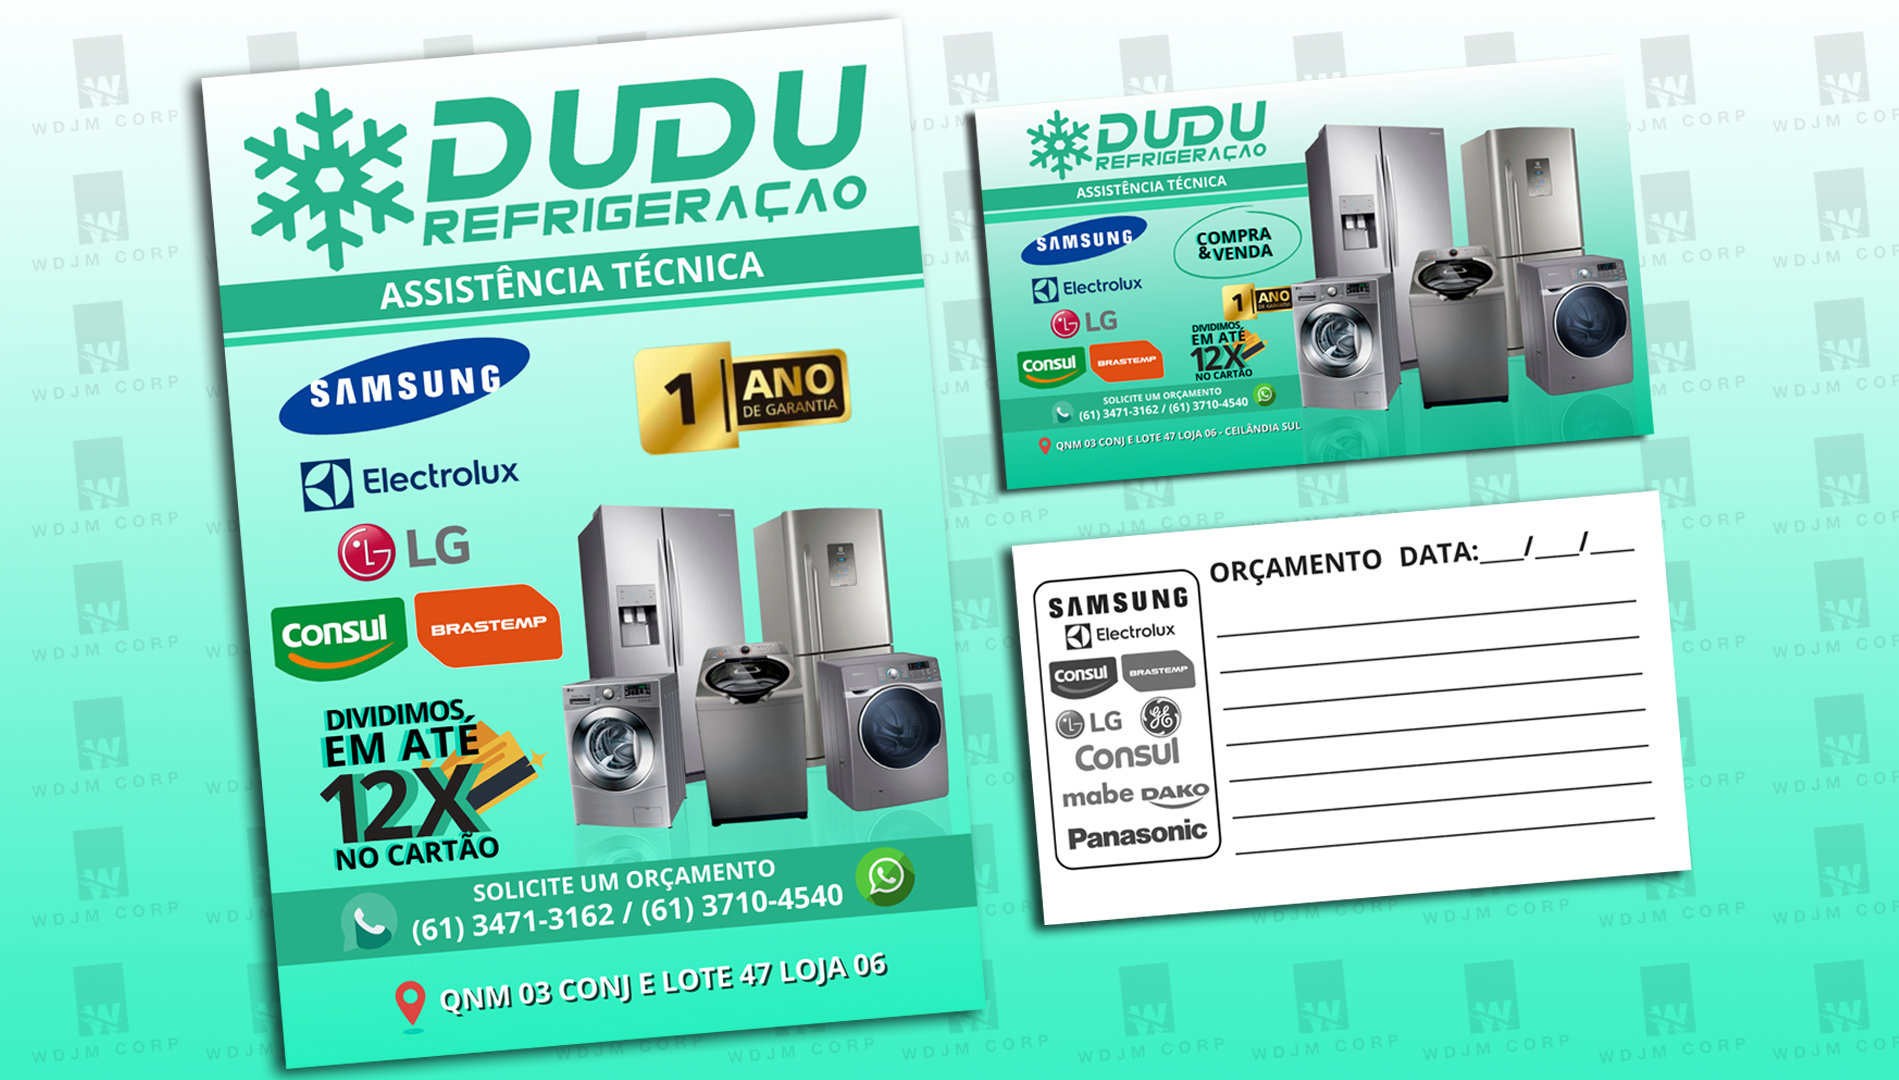 DUDU
REFRIGERAÇAO
ASSISTÊNCIA TÉCNICA
SAMSUNG
1 ANO
DE GARANTIA
Electrolux
LG
Consul
BRASTEMP
DIVIDIMOS
EM ATÉ
12X
NO CARTÃO
SOLICITE UM ORÇAMENTO
(61) 3471-3162 / (61) 3710-4540
QNM 03 CONJ E LOTE 47 LOJA 06
DUDU
REFRIGERAÇAO
ASSISTÊNCIA TÉCNICA
SAMSUNG
COMPRA
&VENDA
Electrolux
1 ANO
DE GARANTIA
LG
Consul
BRASTEMP
DIVIDIMOS
EM ATÉ
12X
NO CARTÃO
SOLICITE UM ORÇAMENTO
(61) 3471-3162 / (61) 3710-4540
QNM 03 CONJ E LOTE 47 LOJA 06 - CEILÂNDIA SUL
ORÇAMENTO DATA:___/___/___
SAMSUNG
Electrolux
Consul
BRASTEMP
LG
GE
Consul
mabe DAKO
Panasonic
WDJM CORP